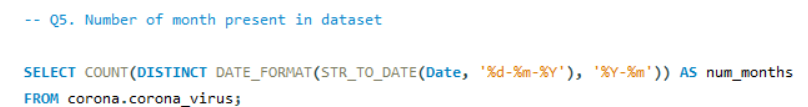 -- Q5. Number of month present in dataset
SELECT COUNT(DISTINCT DATE_FORMAT(STR_TO_DATE(Date, '%d-%m-%Y'), '%Y-%m')) AS num_months
FROM corona.corona_virus;